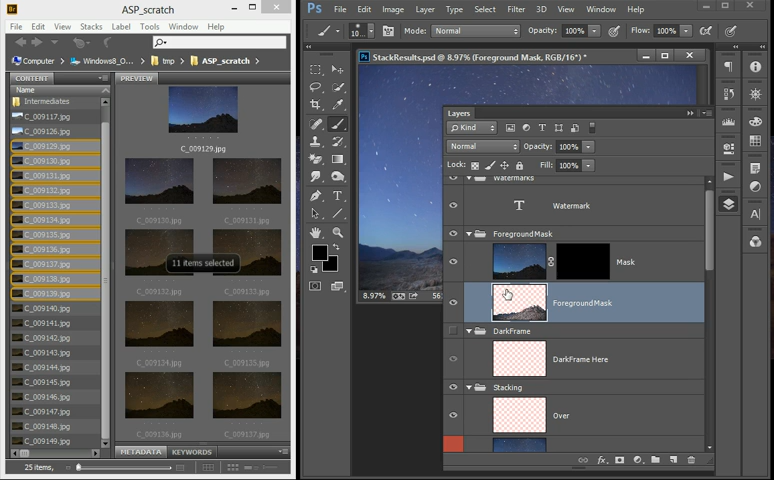 Br
ASP_scratch
File Edit View Stacks Label Tools Window Help
Computer Windows8_O... tmp ASP_scratch
CONTENT
Name
Intermediates
C_009117.jpg
C_009126.jpg
C_009129.jpg
C_009130.jpg
C_009131.jpg
C_009132.jpg
C_009133.jpg
C_009134.jpg
C_009135.jpg
C_009136.jpg
C_009137.jpg
C_009138.jpg
C_009139.jpg
C_009140.jpg
C_009141.jpg
C_009142.jpg
C_009143.jpg
C_009144.jpg
C_009145.jpg
C_009146.jpg
C_009147.jpg
C_009148.jpg
C_009149.jpg
25 items,
PREVIEW
C_009129.jpg
C_009130.jpg
C_009131.jpg
11 items selected
C_009132.jpg
C_009133.jpg
C_009134.jpg
C_009135.jpg
C_009136.jpg
C_009137.jpg
METADATA KEYWORDS
Ps
File Edit Image Layer Type Select Filter 3D View Window Help
10...
Mode: Normal
Opacity: 100%
Flow: 100%
Ps
StackResults.psd @ 8.97% (Foreground Mask, RGB/16*) *
8.97%
Layers
Kind
Normal
Opacity: 100%
Lock:
Fill: 100%
Watermarks
T Watermark
ForegroundMask
Mask
ForegroundMask
DarkFrame
DarkFrame Here
Stacking
Over
fx